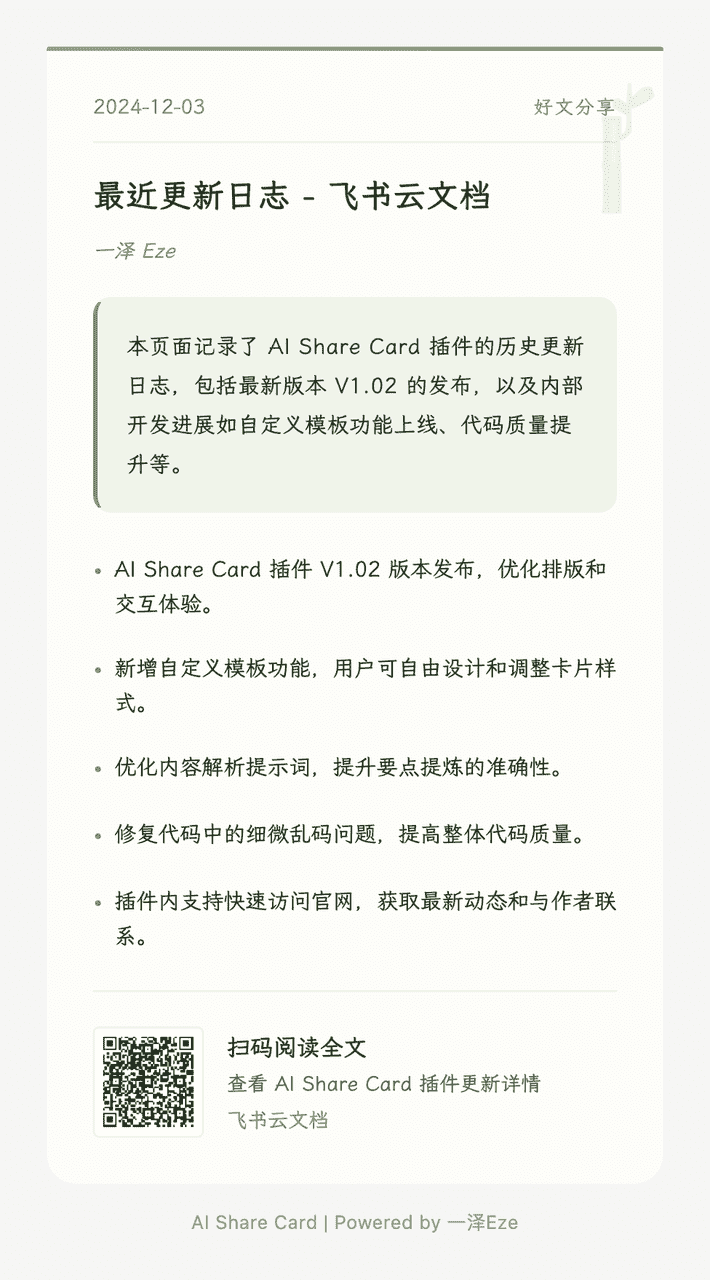 2024-12-03
好文分享
最近更新日志 - 飞书云文档
一泽 Eze
本页面记录了 AI Share Card 插件的历史更新
日志，包括最新版本 V1.02 的发布，以及内部
开发进展如自定义模板功能上线、代码质量提
升等。
AI Share Card 插件 V1.02 版本发布，优化排版和
交互体验。
新增自定义模板功能，用户可自由设计和调整卡片样
式。
优化内容解析提示词，提升要点提炼的准确性。
修复代码中的细微乱码问题，提高整体代码质量。
插件内支持快速访问官网，获取最新动态和与作者联
系。
扫码阅读全文
查看 AI Share Card 插件更新详情
飞书云文档
AI Share Card | Powered by 一泽Eze